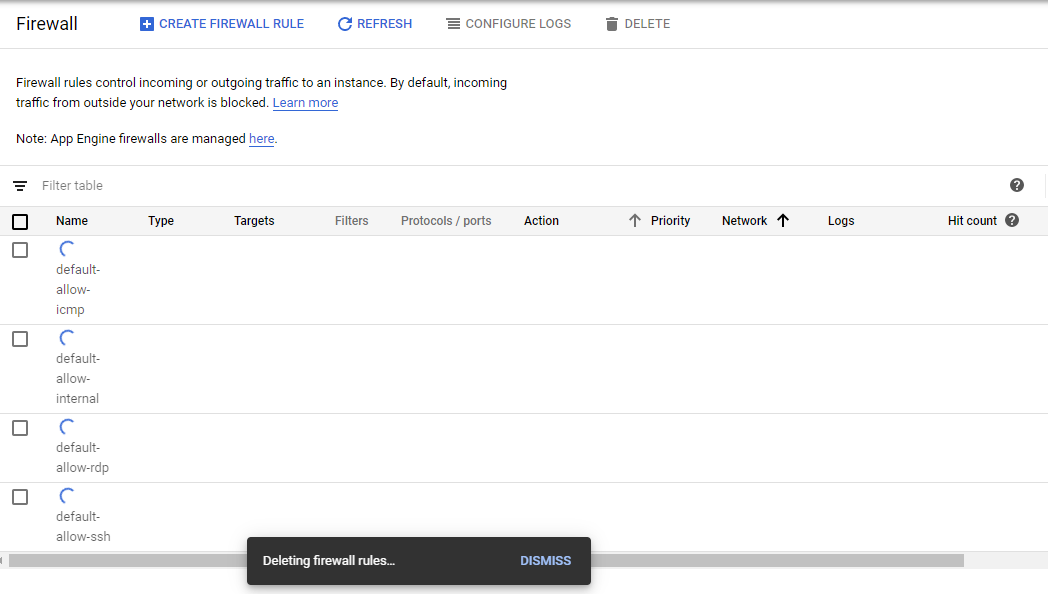 Firewall
CREATE FIREWALL RULE
REFRESH
CONFIGURE LOGS
DELETE
Firewall rules control incoming or outgoing traffic to an instance. By default, incoming
traffic from outside your network is blocked. Learn more
Note: App Engine firewalls are managed here.
Filter table
Name Type Targets Filters Protocols / ports Action Priority Network Logs Hit count
default-
allow-
icmp
default-
allow-
internal
default-
allow-rdp
default-
allow-ssh
Deleting firewall rules...
DISMISS